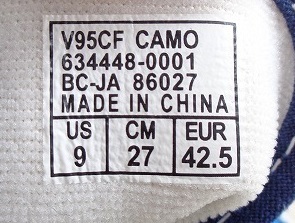 V95CF CAMO
634448-0001
BC-JA 86027
MADE IN CHINA
US CM EUR
9 27 42.5